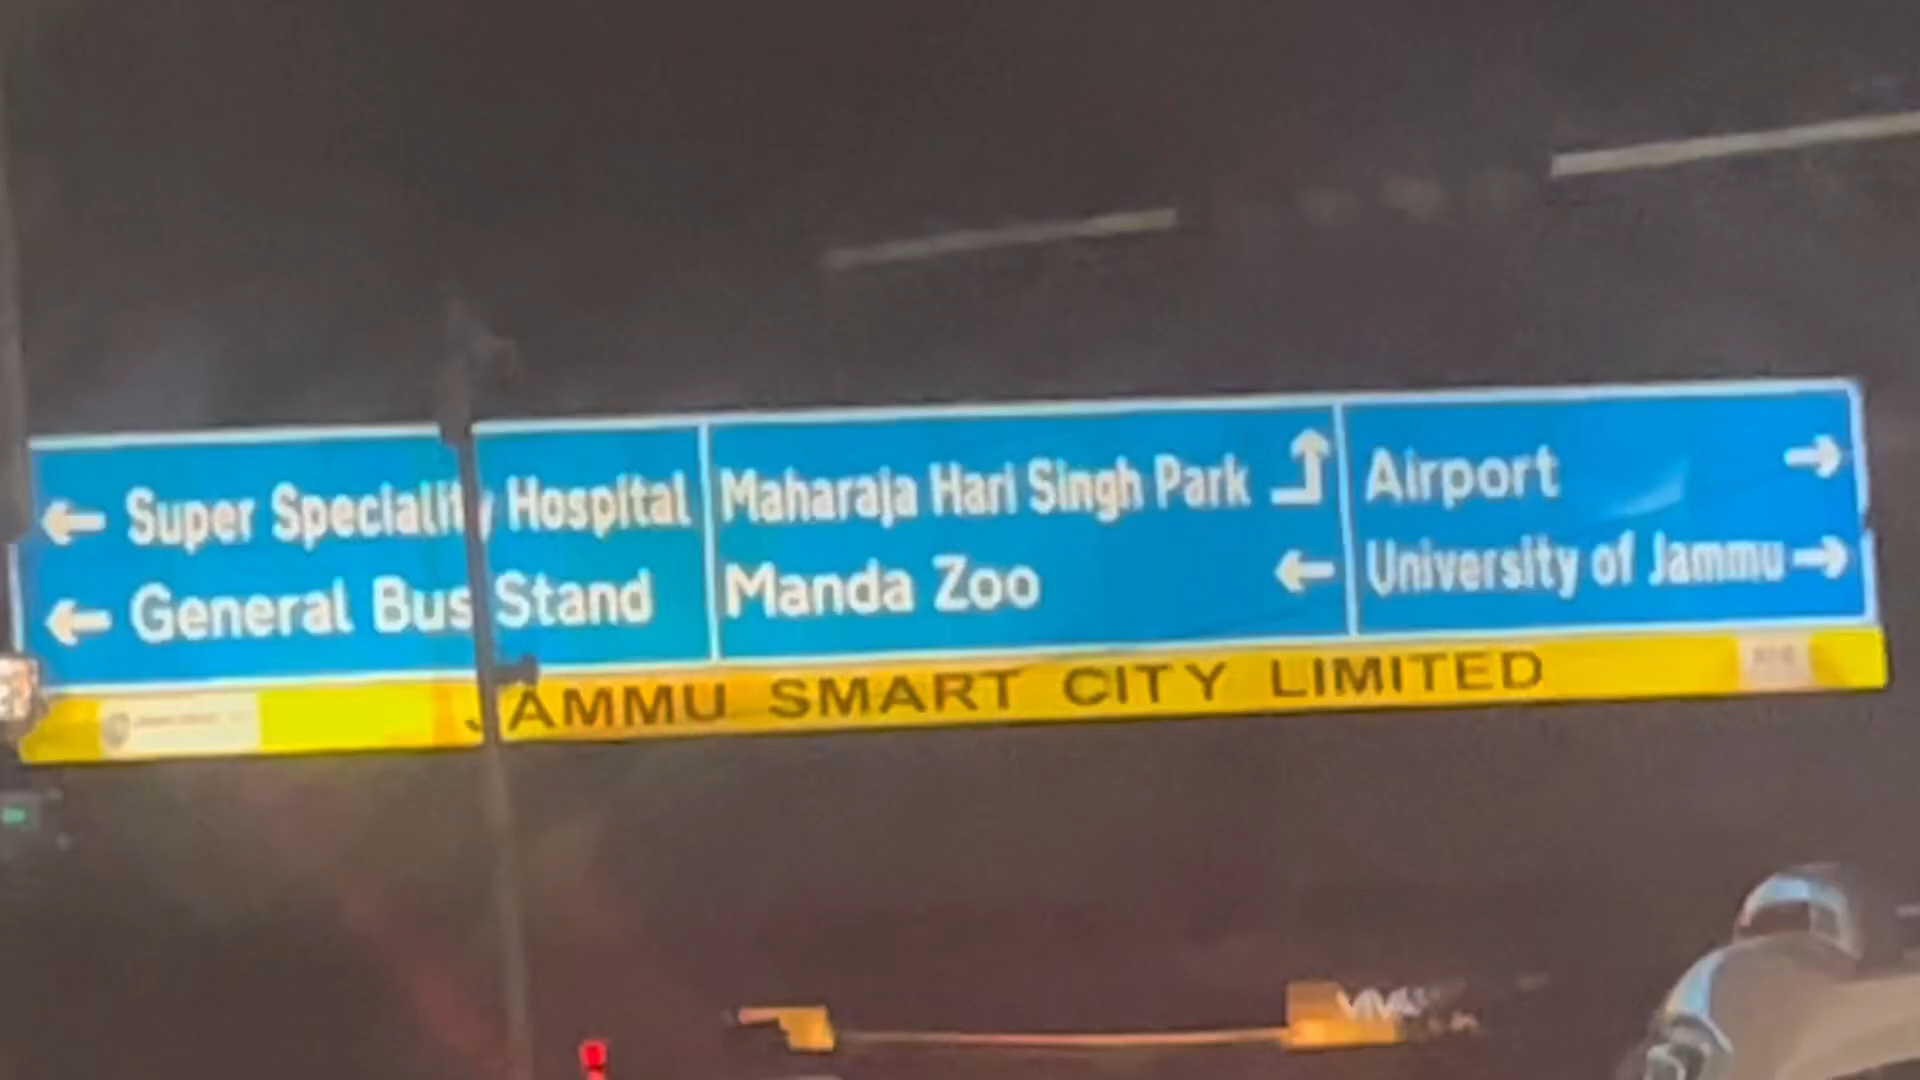 Super Speciality Hospital
General Bus Stand
Maharaja Hari Singh Park
Manda Zoo
Airport
University of Jammu
JAMMU SMART CITY LIMITED